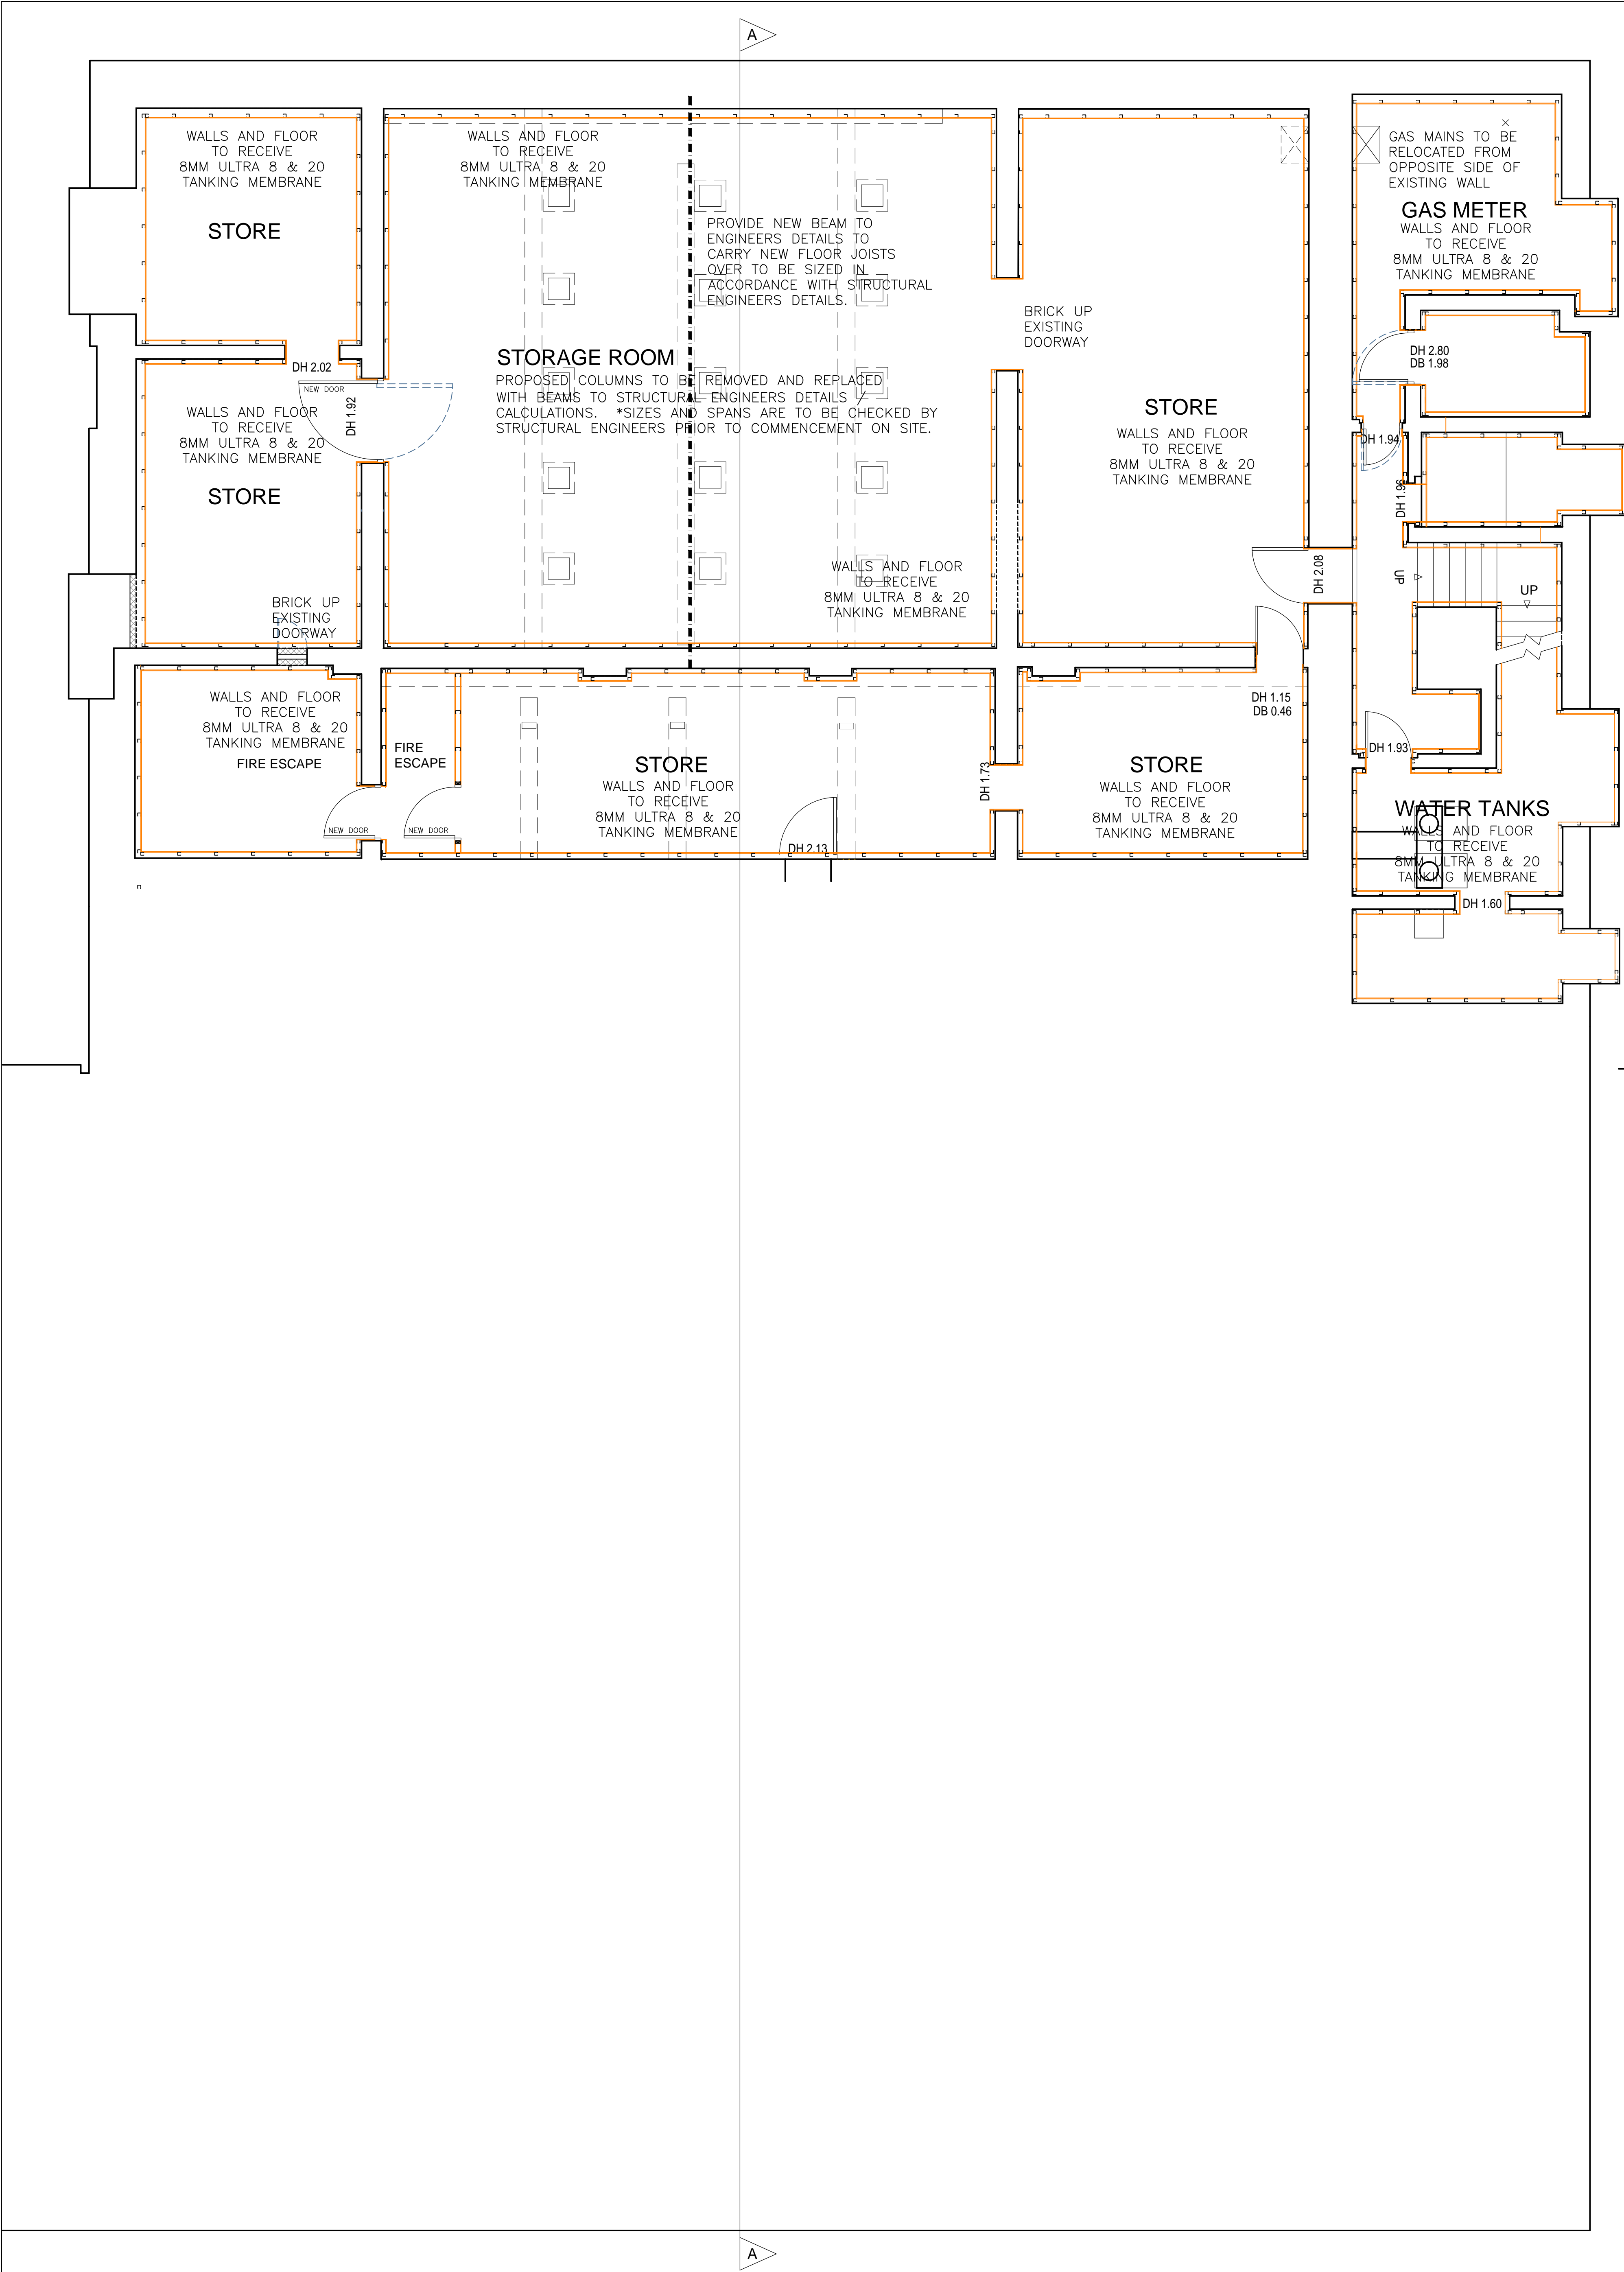 A
WALLS AND FLOOR
TO RECEIVE
8MM ULTRA 8 & 20
TANKING MEMBRANE
STORE
WALLS AND FLOOR
TO RECEIVE
8MM ULTRA 8 & 20
TANKING MEMBRANE
PROVIDE NEW BEAM TO
ENGINEERS DETAILS TO
CARRY NEW FLOOR JOISTS
OVER TO BE SIZED IN
ACCORDANCE WITH STRUCTURAL
ENGINEERS DETAILS.
GAS MAINS TO BE
RELOCATED FROM
OPPOSITE SIDE OF
EXISTING WALL
GAS METER
WALLS AND FLOOR
TO RECEIVE
8MM ULTRA 8 & 20
TANKING MEMBRANE
BRICK UP
EXISTING
DOORWAY
DH 2.80
DB 1.98
STORAGE ROOM
PROPOSED COLUMNS TO BE REMOVED AND REPLACED
WITH BEAMS TO STRUCTURAL ENGINEERS DETAILS /
CALCULATIONS. *SIZES AND SPANS ARE TO BE CHECKED BY
STRUCTURAL ENGINEERS PRIOR TO COMMENCEMENT ON SITE.
DH 2.02
NEW DOOR
DH 1.92
WALLS AND FLOOR
TO RECEIVE
8MM ULTRA 8 & 20
TANKING MEMBRANE
STORE
STORE
WALLS AND FLOOR
TO RECEIVE
8MM ULTRA 8 & 20
TANKING MEMBRANE
DH 1.94
DH 1.96
WALLS AND FLOOR
TO RECEIVE
8MM ULTRA 8 & 20
TANKING MEMBRANE
DH 2.08
UP
UP
BRICK UP
EXISTING
DOORWAY
WALLS AND FLOOR
TO RECEIVE
8MM ULTRA 8 & 20
TANKING MEMBRANE
FIRE ESCAPE
FIRE
ESCAPE
NEW DOOR
NEW DOOR
STORE
WALLS AND FLOOR
TO RECEIVE
8MM ULTRA 8 & 20
TANKING MEMBRANE
DH 2.13
DH 1.73
DH 1.15
DB 0.46
STORE
WALLS AND FLOOR
TO RECEIVE
8MM ULTRA 8 & 20
TANKING MEMBRANE
DH 1.93
WATER TANKS
WALLS AND FLOOR
TO RECEIVE
8MM ULTRA 8 & 20
TANKING MEMBRANE
DH 1.60
A